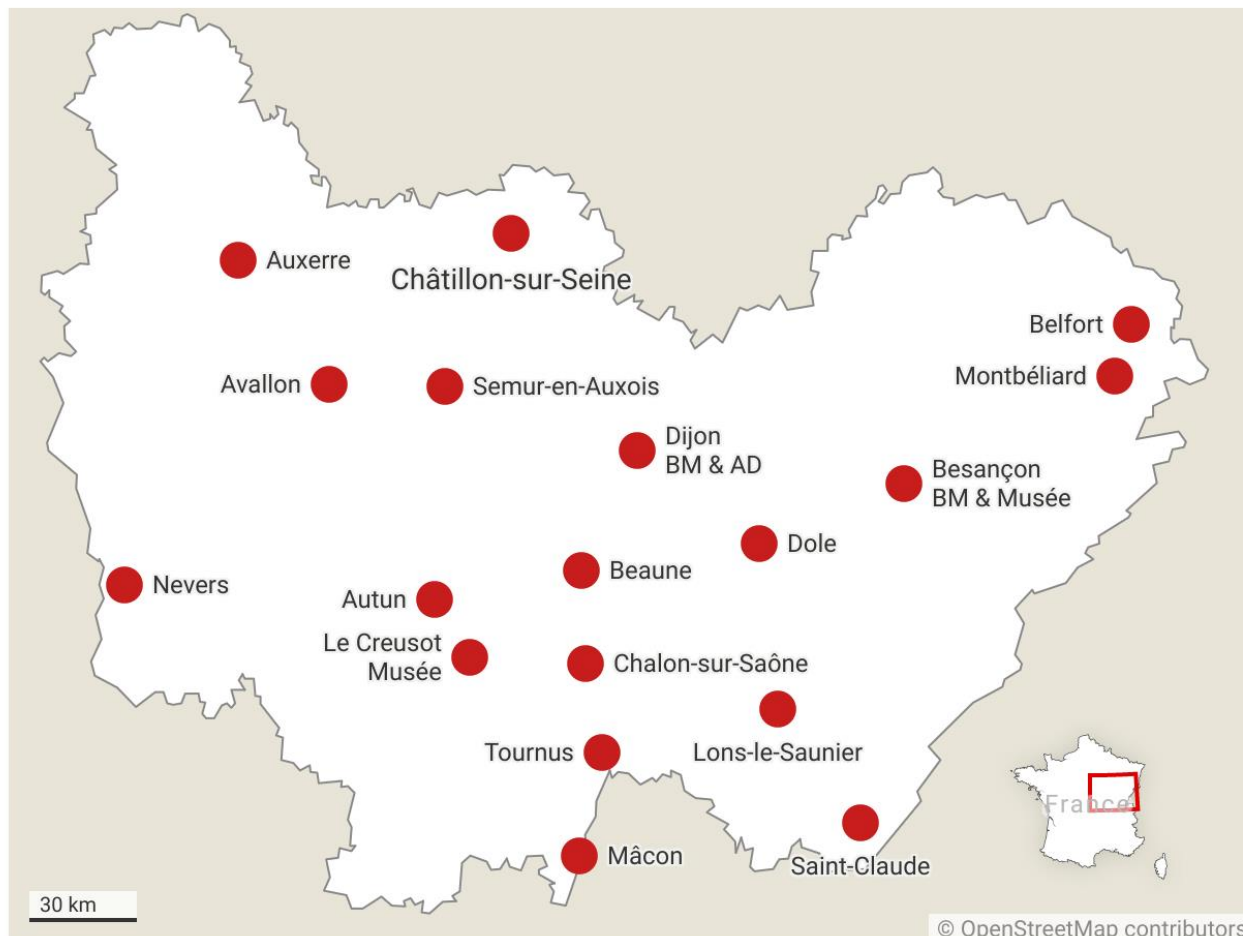 Auxerre
Châtillon-sur-Seine
Belfort
Avallon
Semur-en-Auxois
Montbéliard
Dijon
BM & AD
Besançon
BM & Musée
Dole
Nevers
Beaune
Autun
Le Creusot
Musée
Chalon-sur-Saône
Tournus
Lons-le-Saunier
France
Mâcon
Saint-Claude
30 km
© OpenStreetMap contributors